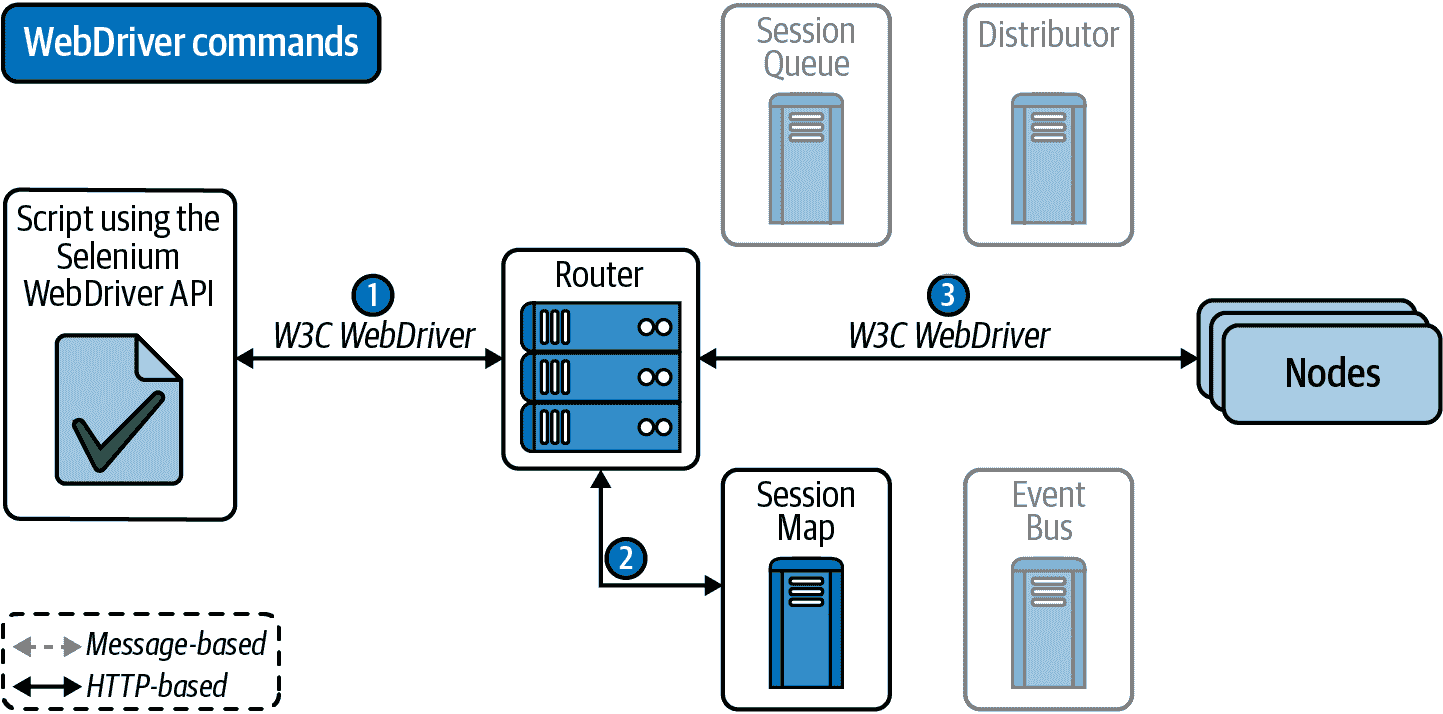 WebDriver commands
Session
Queue
Distributor
Script using the
Selenium
WebDriver API
Router
1
W3C WebDriver
3
W3C WebDriver
Nodes
2
Session
Map
Event
Bus
Message-based
HTTP-based